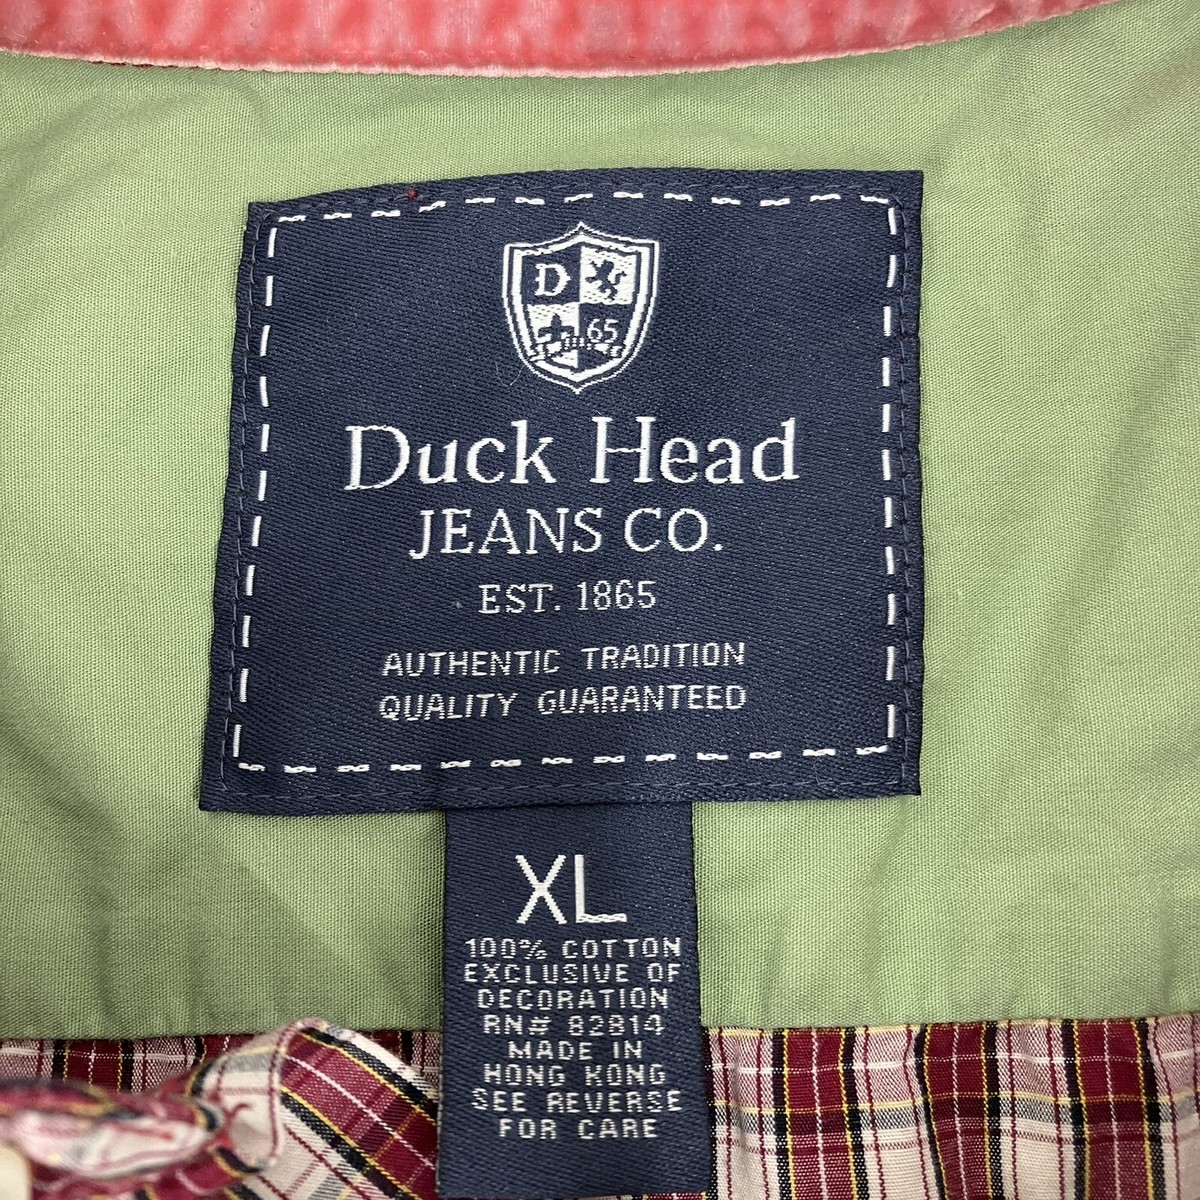 D
65
Duck Head
JEANS CO.
EST. 1865
AUTHENTIC TRADITION
QUALITY GUARANTEED
XL
100% COTTON
EXCLUSIVE OF
DECORATION
RN# 82814
MADE IN
HONG KONG
SEE REVERSE
FOR CARE